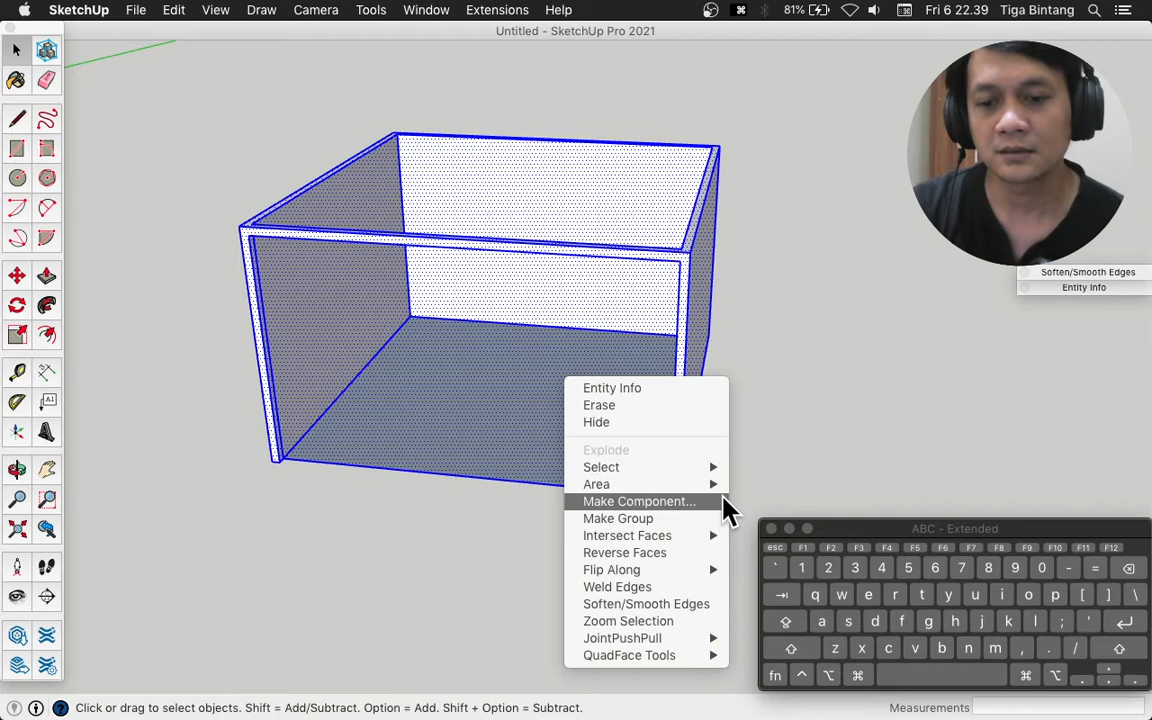 SketchUp File Edit View Draw Camera Tools Window Extensions Help 81% Fri 6 22.39 Tiga Bintang
Untitled - SketchUp Pro 2021
A1
Soften/Smooth Edges
Entity Info
Entity Info
Erase
Hide
Explode
Select
Area
Make Component...
Make Group
Intersect Faces
Reverse Faces
Flip Along
Weld Edges
Soften/Smooth Edges
Zoom Selection
JointPushPull
QuadFace Tools
ABC - Extended
esc F1 F2 F3 F4 F5 F6 F7 F8 F9 F10 F11 F12
` 1 2 3 4 5 6 7 8 9 0 - =
q w e r t y u i o p [ ] \
a s d f g h j k l ; '
z x c v b n m , . /
fn
Click or drag to select objects. Shift = Add/Subtract. Option = Add. Shift + Option = Subtract.
Measurements